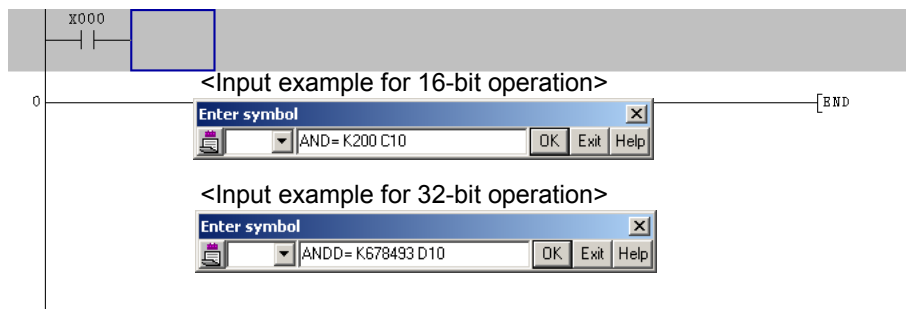 X000
<Input example for 16-bit operation>
0
END
Enter symbol
AND= K200 C10 OK Exit Help
<Input example for 32-bit operation>
Enter symbol
ANDD= K678493 D10 OK Exit Help